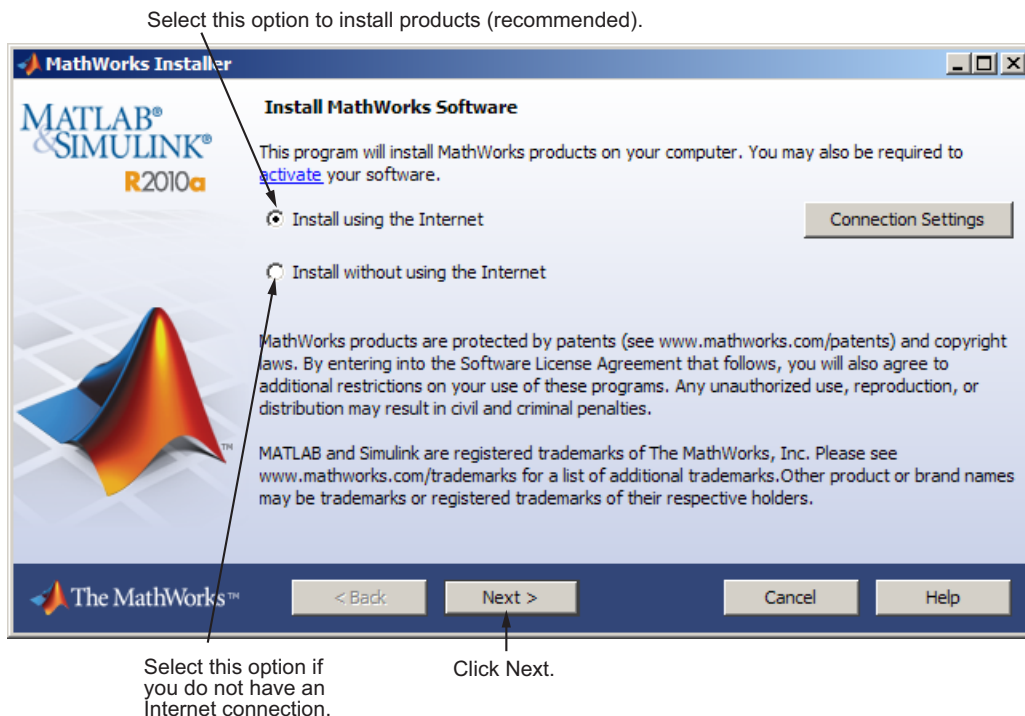 Select this option to install products (recommended).
MathWorks Installer
MATLAB®
&SIMULINK®
R2010a
Install MathWorks Software
This program will install MathWorks products on your computer. You may also be required to
activate your software.
Install using the Internet
Connection Settings
Install without using the Internet
MathWorks products are protected by patents (see www.mathworks.com/patents) and copyright
laws. By entering into the Software License Agreement that follows, you will also agree to
additional restrictions on your use of these programs. Any unauthorized use, reproduction, or
distribution may result in civil and criminal penalties.
TM
MATLAB and Simulink are registered trademarks of The MathWorks, Inc. Please see
www.mathworks.com/trademarks for a list of additional trademarks.Other product or brand names
may be trademarks or registered trademarks of their respective holders.
The MathWorks™
< Back
Next >
Cancel
Help
Select this option if
you do not have an
Internet connection.
Click Next.